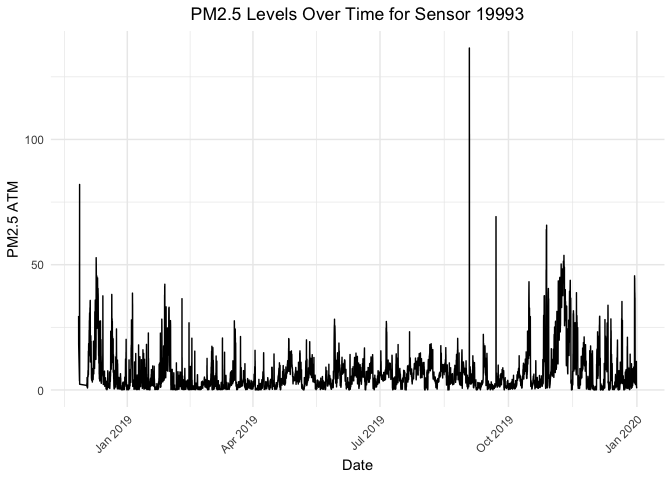 PM2.5 Levels Over Time for Sensor 19993
PM2.5 ATM
100
50
0
Jan 2019
Apr 2019
Jul 2019
Oct 2019
Jan 2020
Date